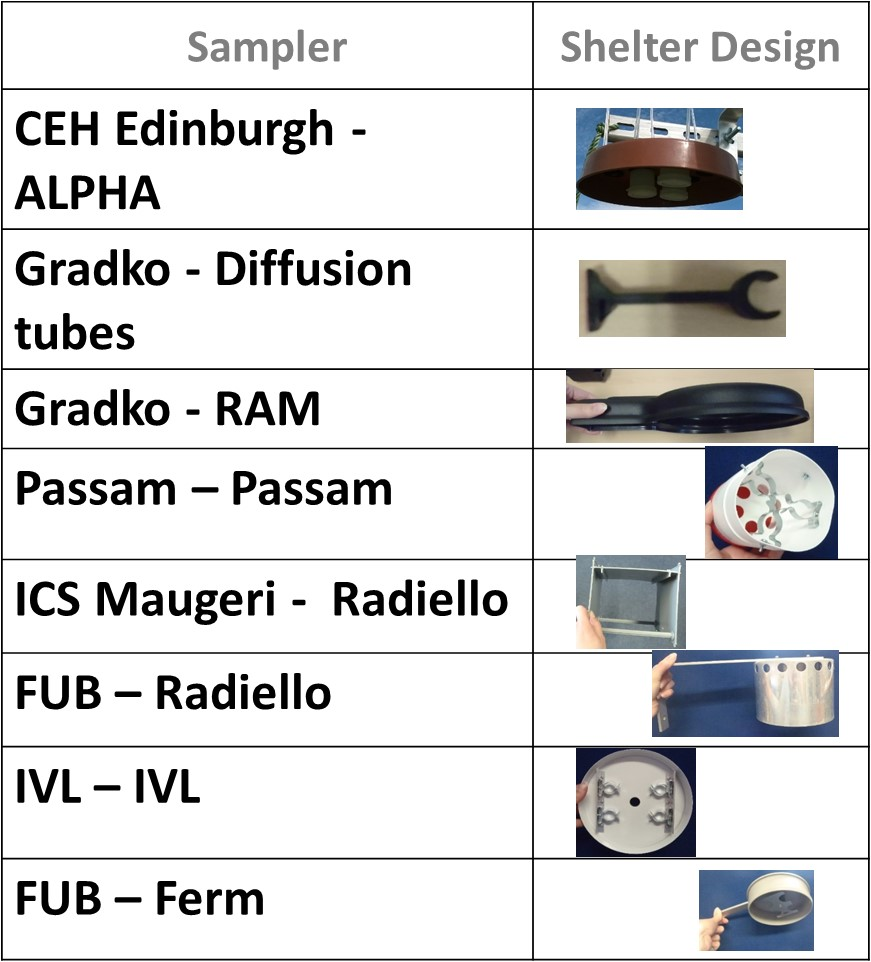 Sampler
Shelter Design
CEH Edinburgh -
ALPHA
Gradko - Diffusion
tubes
Gradko - RAM
Passam – Passam
ICS Maugeri -  Radiello
FUB – Radiello
IVL – IVL
FUB – Ferm